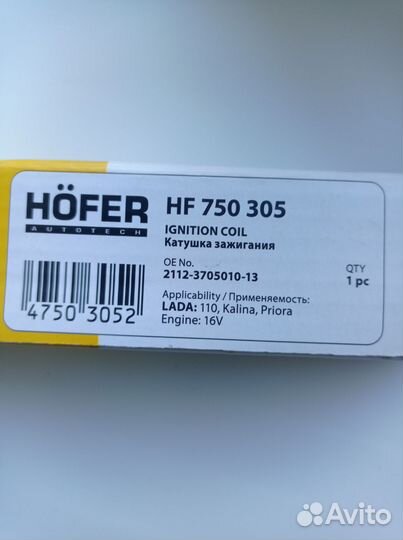 HÖFER
AUTOTECH
4750 3052
HF 750 305
IGNITION COIL
Катушка зажигания
OE No.
2112-3705010-13
QTY
1 pc
Applicability / Применяемость:
LADA: 110, Kalina, Priora
Engine: 16V
Avito